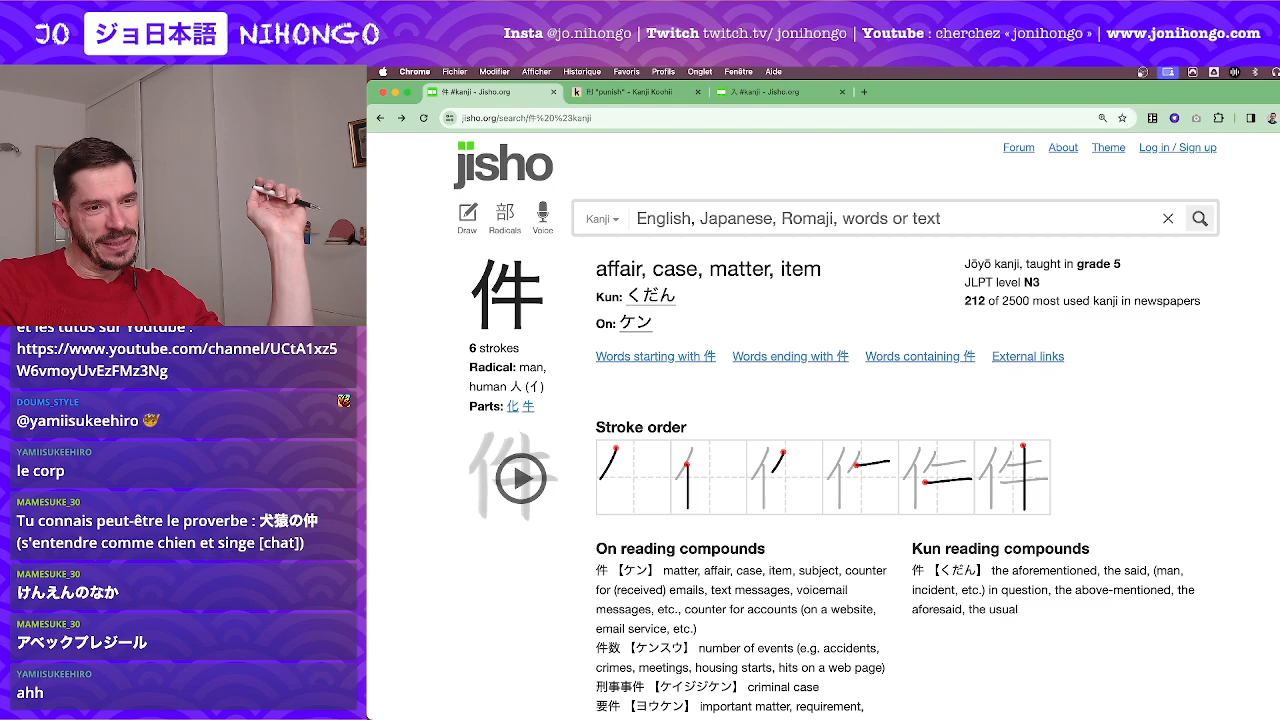 JO ジョ日本語 NIHONGO
Insta @jo.nihongo | Twitch twitch.tv/ jonihongo | Youtube : cherchez « jonihongo » | www.jonihongo.com
Chrome Fichier Modifier Afficher Historique Favoris Profils Onglet Fenêtre Aide
件 #kanji - Jisho.org
"punish" - Kanji Koohii
#kanji - Jisho.org
jisho.org/search/件%20%23kanji
jisho
Forum About Theme Log in / Sign up
Draw
部 Radicals
Voice
Kanji English, Japanese, Romaji, words or text
件
6 strokes
Radical: man,
human 人 (亻)
Parts: 化 牛
affair, case, matter, item
Kun: くだん
On: ケン
Jōyō kanji, taught in grade 5
JLPT level N3
212 of 2500 most used kanji in newspapers
Words starting with 件 Words ending with 件 Words containing 件 External links
件
Stroke order
On reading compounds
件 【ケン】 matter, affair, case, item, subject, counter
for (received) emails, text messages, voicemail
messages, etc., counter for accounts (on a website,
email service, etc.)
件数 【ケンスウ】 number of events (e.g. accidents,
crimes, meetings, housing starts, hits on a web page)
刑事事件 【ケイジジケン】 criminal case
要件 【ヨウケン】 important matter, requirement,
Kun reading compounds
件 【くだん】 the aforementioned, the said, (man,
incident, etc.) in question, the above-mentioned, the
aforesaid, the usual
et les tutos sur Youtube :
https://www.youtube.com/channel/UCtA1xz5
W6vmoyUvEzFMz3Ng
DOUMS_STYLE
@yamiisukeehiro
YAMIISUKEEHIRO
le corp
MAMESUKE_30
Tu connais peut-être le proverbe : 犬猿の仲
(s'entendre comme chien et singe [chat])
MAMESUKE_30
けんえんのなか
MAMESUKE_30
アベックプレジール
YAMIISUKEEHIRO
ahh